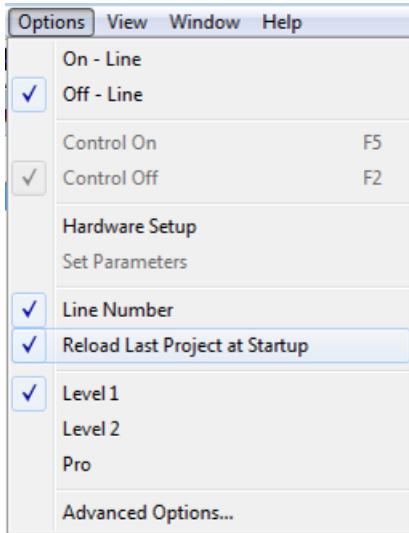 Options View Window Help
On - Line
Off - Line
Control On F5
Control Off F2
Hardware Setup
Set Parameters
Line Number
Reload Last Project at Startup
Level 1
Level 2
Pro
Advanced Options...